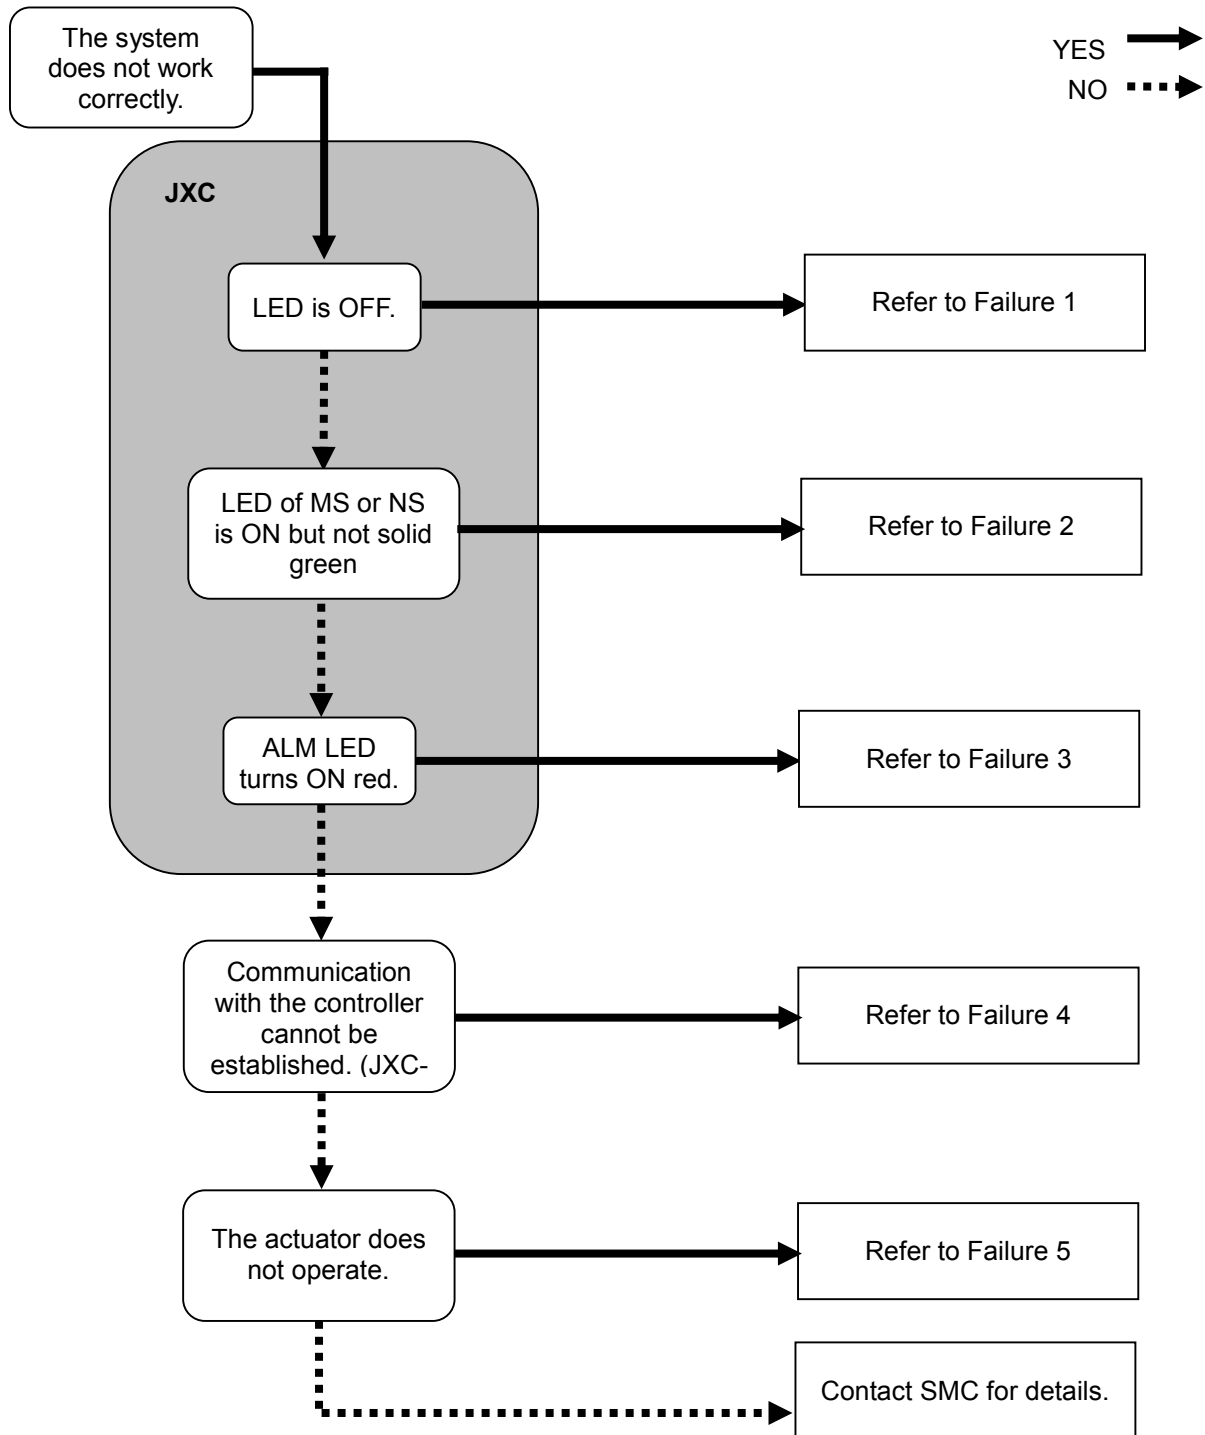 The system
does not work
correctly.
YES
NO
JXC
LED is OFF.
Refer to Failure 1
LED of MS or NS
is ON but not solid
green
Refer to Failure 2
ALM LED
turns ON red.
Refer to Failure 3
Communication
with the controller
cannot be
established. (JXC-
Refer to Failure 4
The actuator does
not operate.
Refer to Failure 5
Contact SMC for details.